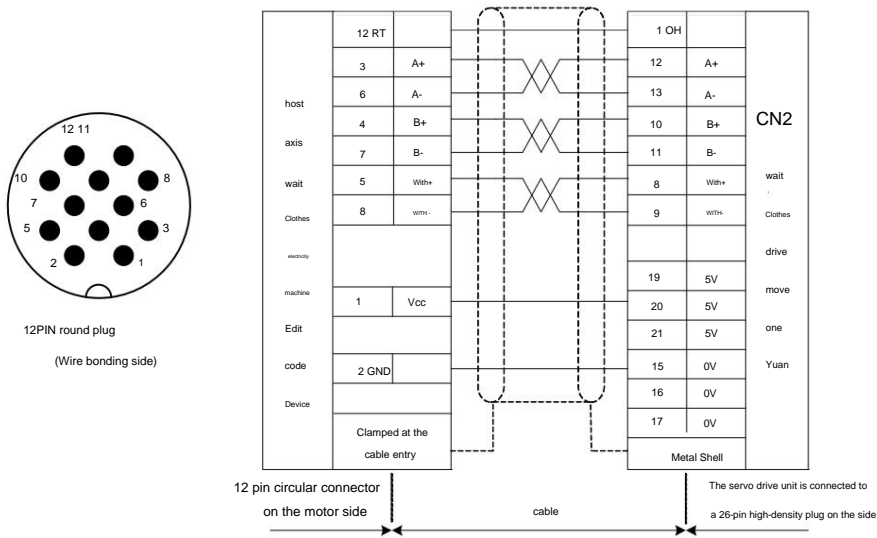 12 11
10
8
7
6
5
3
2
1
12PIN round plug
(Wire bonding side)
host
axis
wait
Clothes
electricity
machine
Edit
code
Device
12 RT
3 A+
6 A-
4 B+
7 B-
5 With+
8 WITH -
1 Vcc
2 GND
Clamped at the
cable entry
1 OH
12 A+
13 A-
10 B+
11 B-
8 With+
9 WITH-
19 5V
20 5V
21 5V
15 0V
16 0V
17 0V
Metal Shell
CN2
wait
Clothes
drive
move
one
Yuan
12 pin circular connector
on the motor side
cable
The servo drive unit is connected to
a 26-pin high-density plug on the side